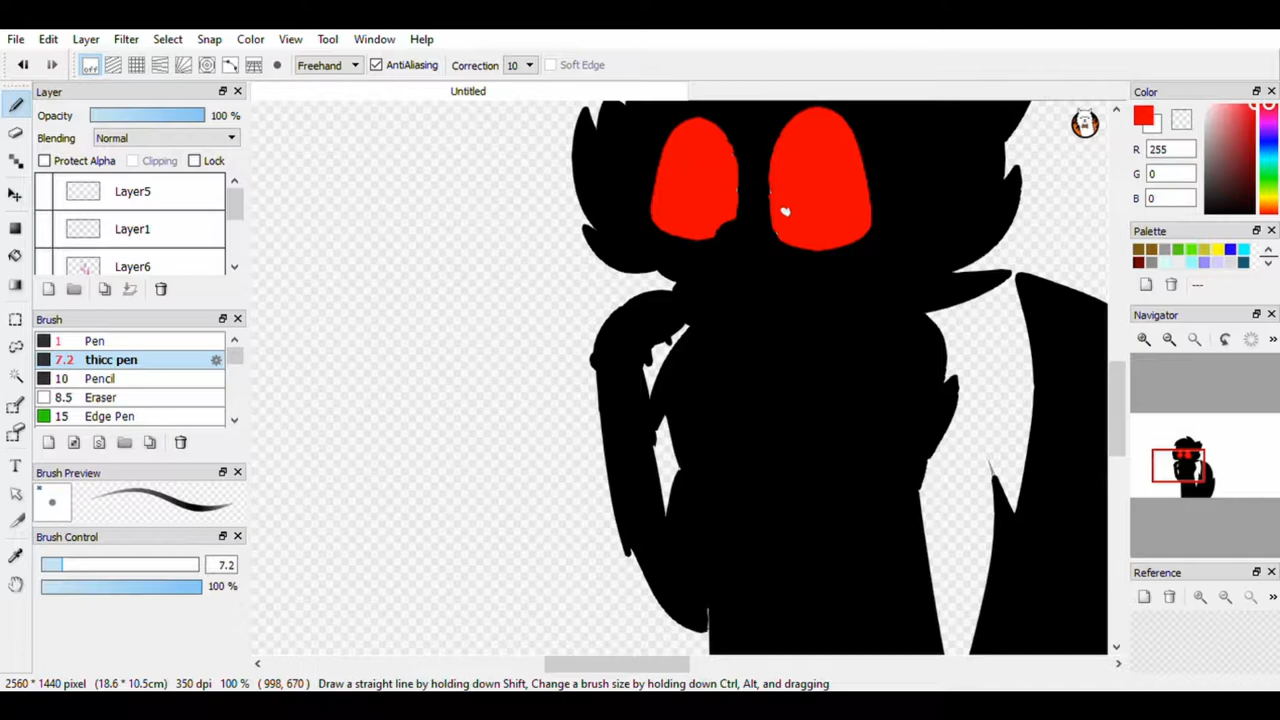 File Edit Layer Filter Select Snap Color View Tool Window Help
off Freehand AntiAliasing Correction 10 Soft Edge
Layer
Untitled
Color
Opacity 100 %
Blending Normal
Protect Alpha Clipping Lock
R 255
G 0
B 0
Layer5
Layer1
Layer6
Palette
---
Brush
1 Pen
7.2 thicc pen
10 Pencil
8.5 Eraser
15 Edge Pen
Navigator
Brush Preview
Brush Control
7.2
100 %
Reference
2560 * 1440 pixel (18.6 * 10.5cm) 350 dpi 100 % ( 998, 670 ) Draw a straight line by holding down Shift, Change a brush size by holding down Ctrl, Alt, and dragging